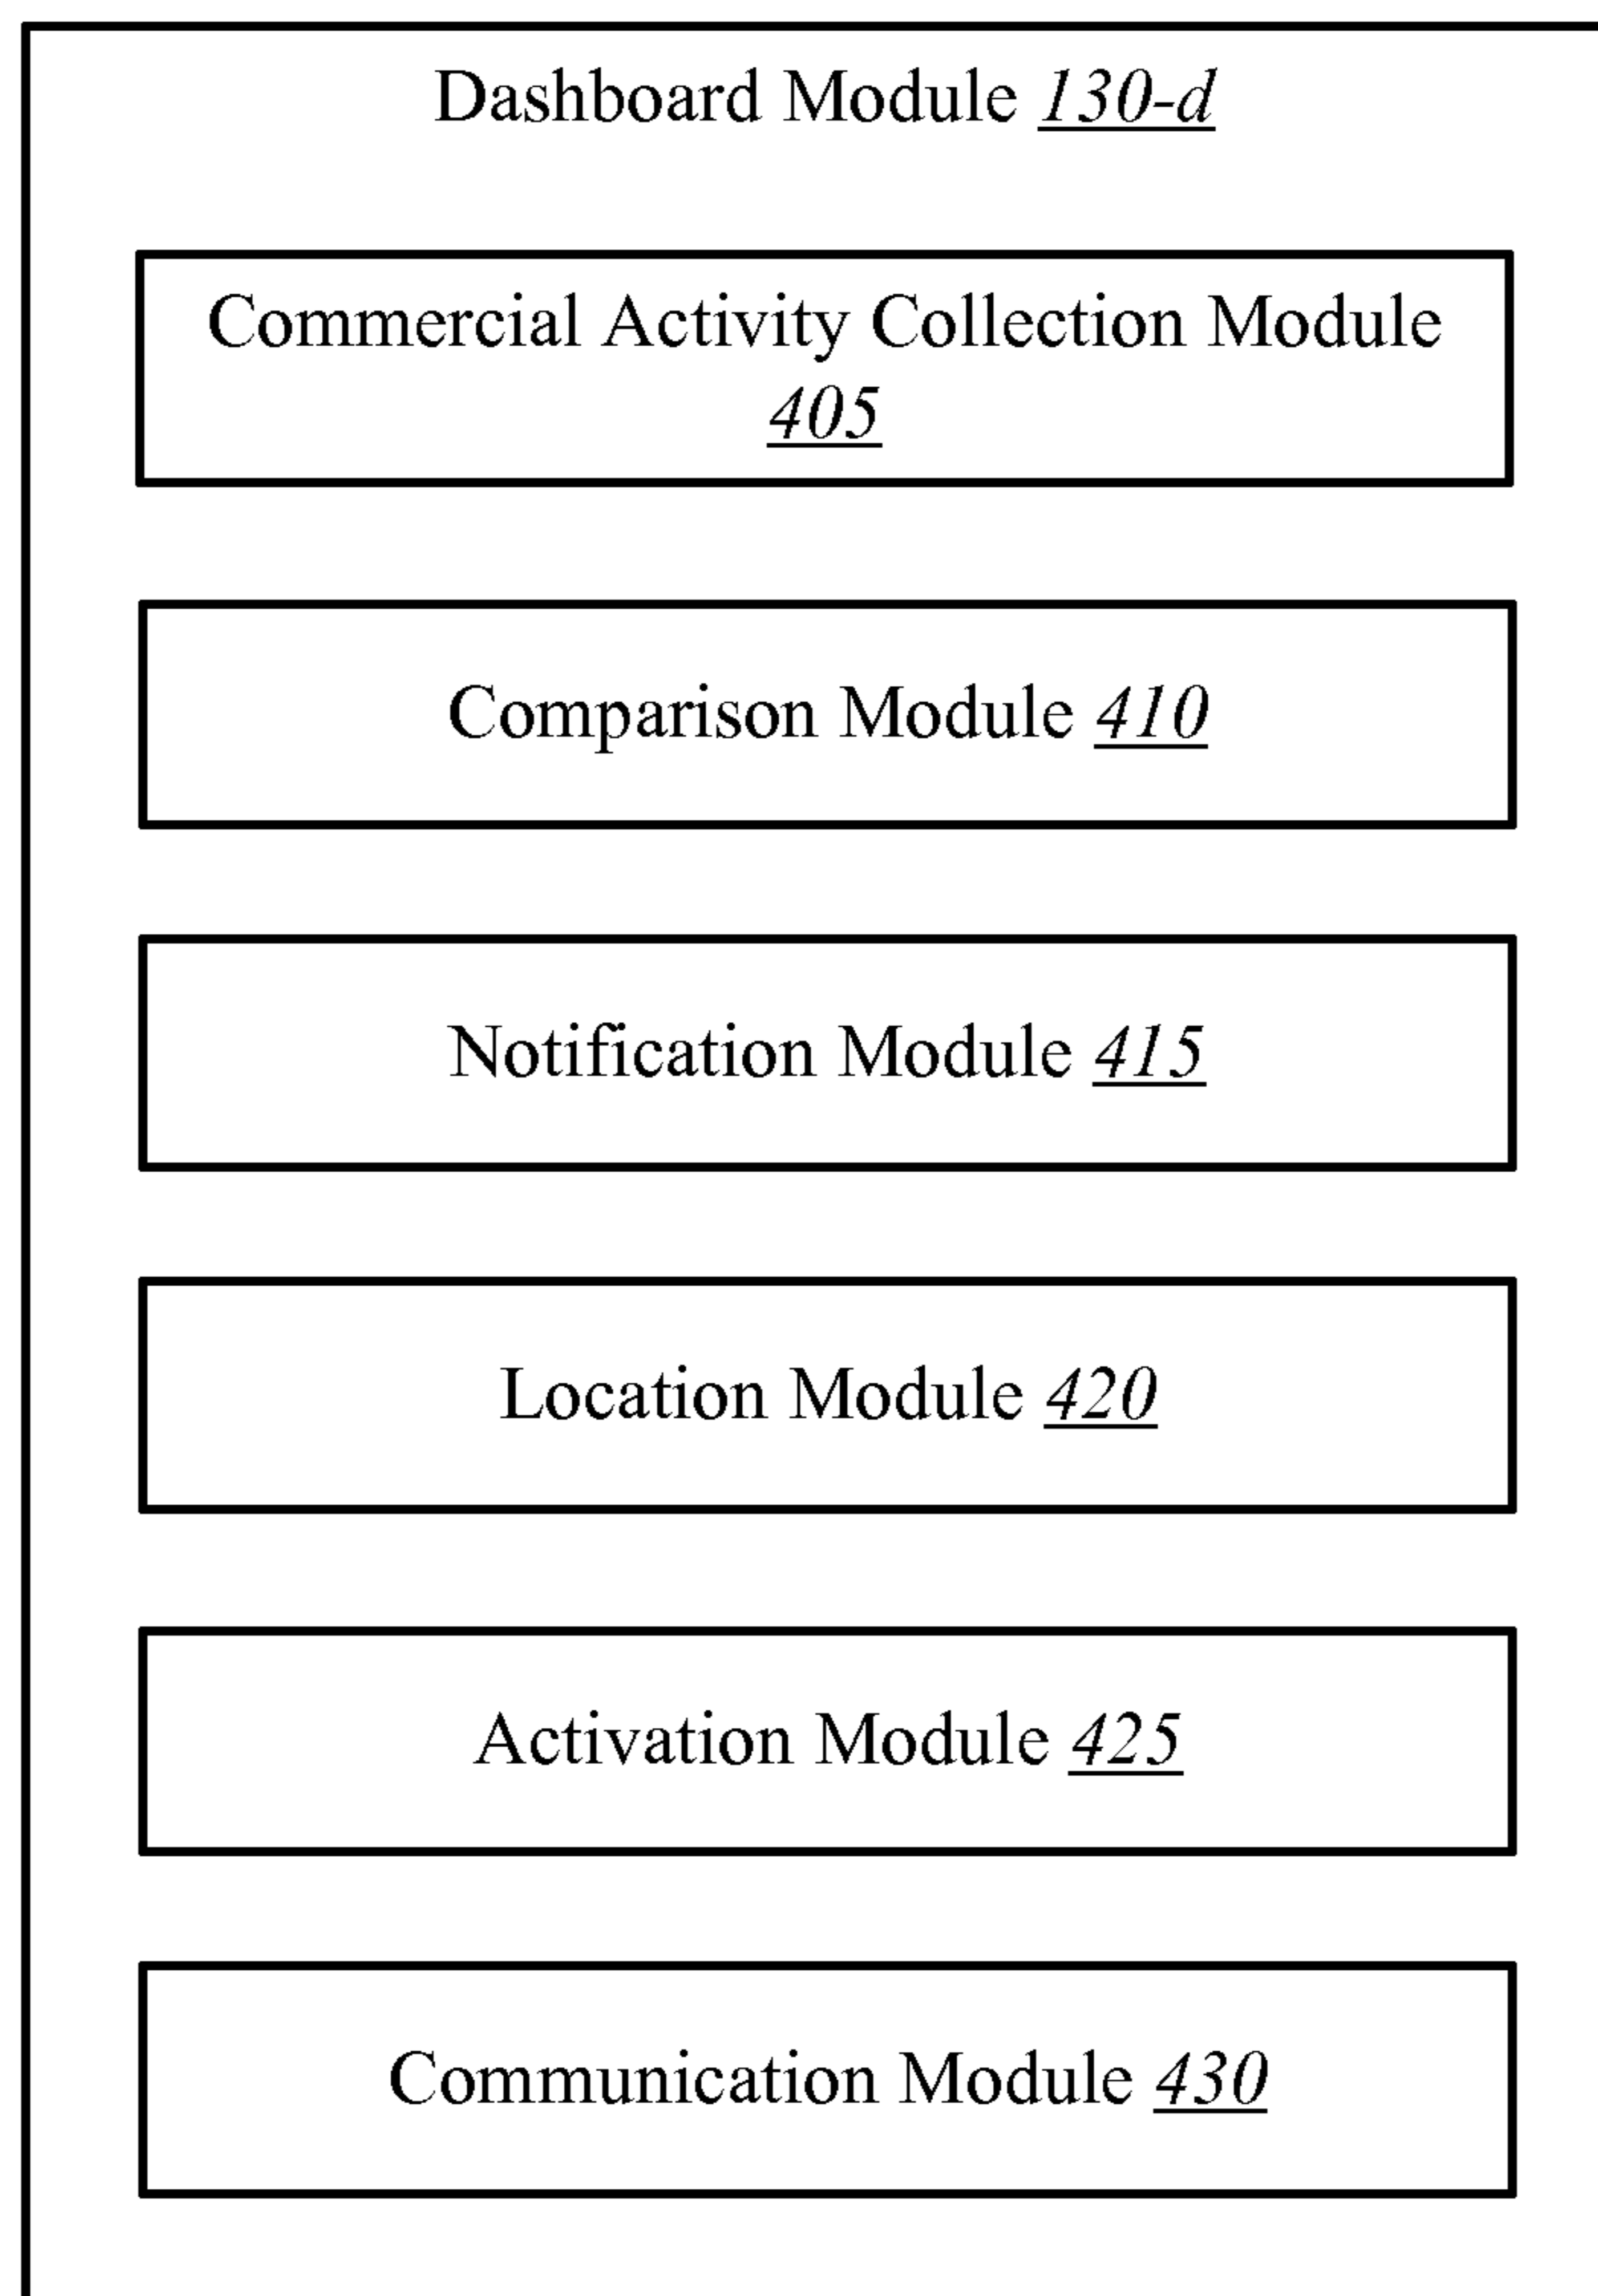 Dashboard Module 130-d
Commercial Activity Collection Module
405
Comparison Module 410
Notification Module 415
Location Module 420
Activation Module 425
Communication Module 430